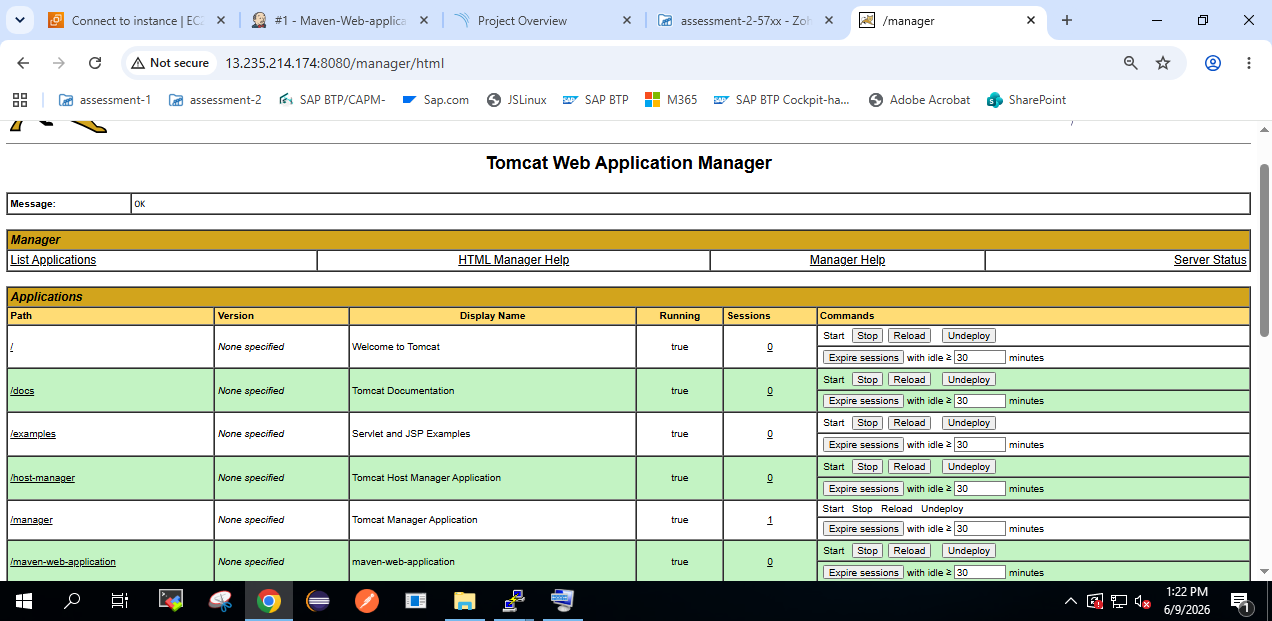 Connect to instance | EC2
#1 - Maven-Web-applica
Project Overview
assessment-2-57xx - Zoh
/manager
Not secure
13.235.214.174:8080/manager/html
assessment-1
assessment-2
SAP BTP/CAPM-
Sap.com
JSLinux
SAP BTP
M365
SAP BTP Cockpit-ha...
Adobe Acrobat
SharePoint
Tomcat Web Application Manager
Message: OK
Manager
List Applications HTML Manager Help Manager Help Server Status
Applications
Path Version Display Name Running Sessions Commands
/ None specified Welcome to Tomcat true 0 Start Stop Reload Undeploy
Expire sessions with idle ≥ 30 minutes
/docs None specified Tomcat Documentation true 0 Start Stop Reload Undeploy
Expire sessions with idle ≥ 30 minutes
/examples None specified Servlet and JSP Examples true 0 Start Stop Reload Undeploy
Expire sessions with idle ≥ 30 minutes
/host-manager None specified Tomcat Host Manager Application true 0 Start Stop Reload Undeploy
Expire sessions with idle ≥ 30 minutes
/manager None specified Tomcat Manager Application true 1 Start Stop Reload Undeploy
Expire sessions with idle ≥ 30 minutes
/maven-web-application None specified maven-web-application true 0 Start Stop Reload Undeploy
Expire sessions with idle ≥ 30 minutes
1:22 PM
6/9/2026
1